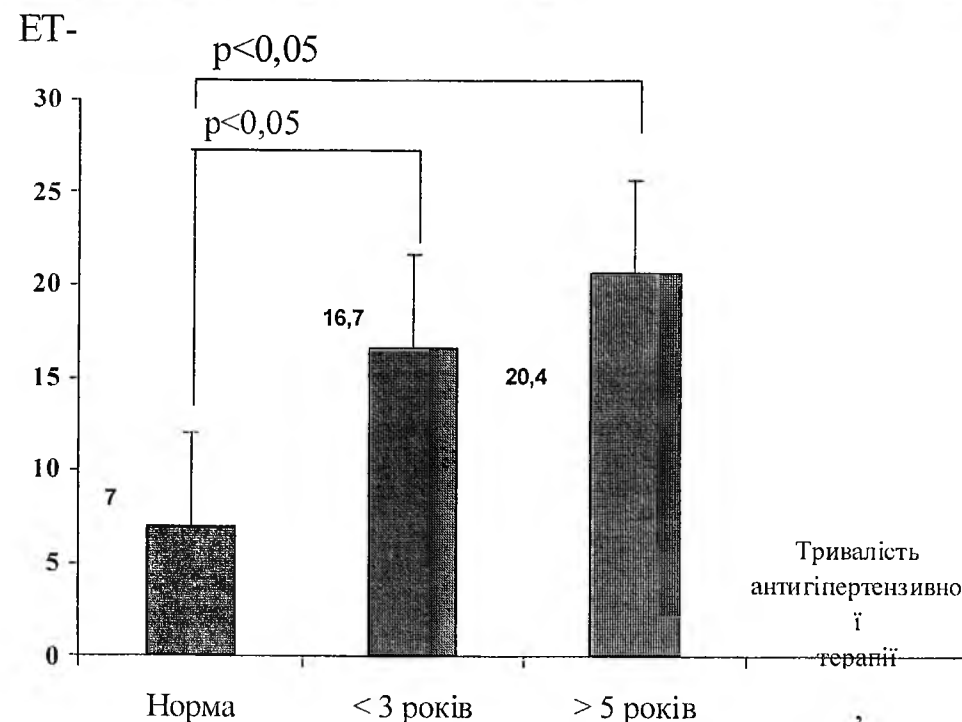 ET-
p<0,05
p<0,05
30
25
20
15
10
5
0
7
16,7
20,4
Норма
< 3 років
> 5 років
Тривалість
антигіпертензивно
ї
терапії